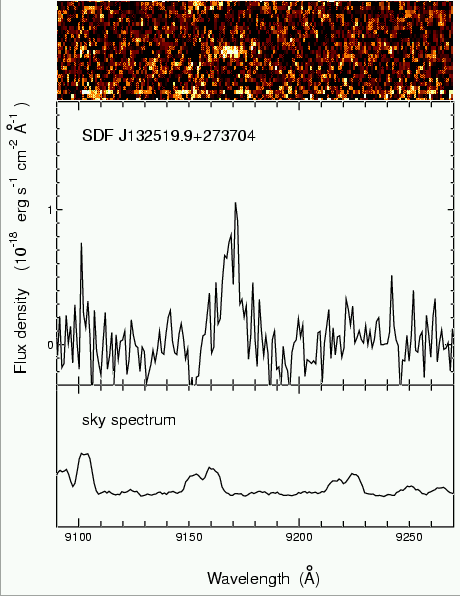 SDF J132519.9+273704
Flux density (10⁻¹⁸ erg s⁻¹ cm⁻² Å⁻¹)
1
0
sky spectrum
9100 9150 9200 9250
Wavelength (Å)